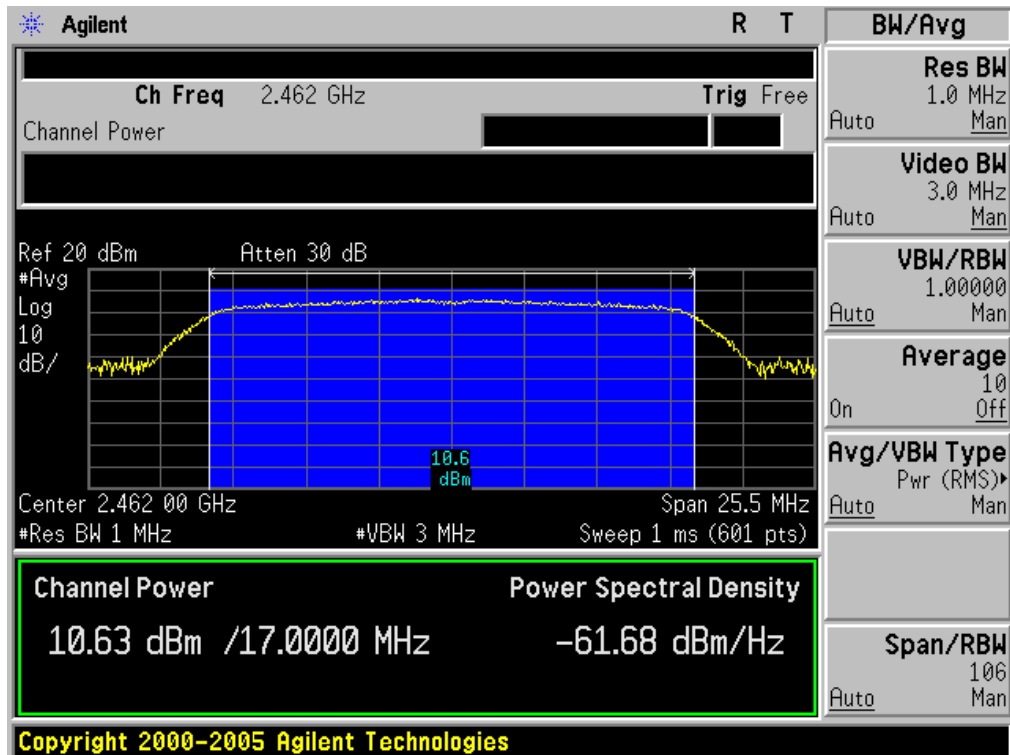 Agilent R T
Ch Freq 2.462 GHz Trig Free
Channel Power
Ref 20 dBm Atten 30 dB
#Avg
Log
10
dB/
10.6
dBm
Center 2.462 00 GHz Span 25.5 MHz
#Res BW 1 MHz #VBW 3 MHz Sweep 1 ms (601 pts)
Channel Power Power Spectral Density
10.63 dBm /17.0000 MHz -61.68 dBm/Hz
Copyright 2000-2005 Agilent Technologies
BW/Avg
Res BW
1.0 MHz
Auto Man
Video BW
3.0 MHz
Auto Man
VBW/RBW
1.00000
Auto Man
Average
10
On Off
Avg/VBW Type
Pwr (RMS)▸
Auto Man
Span/RBW
106
Auto Man